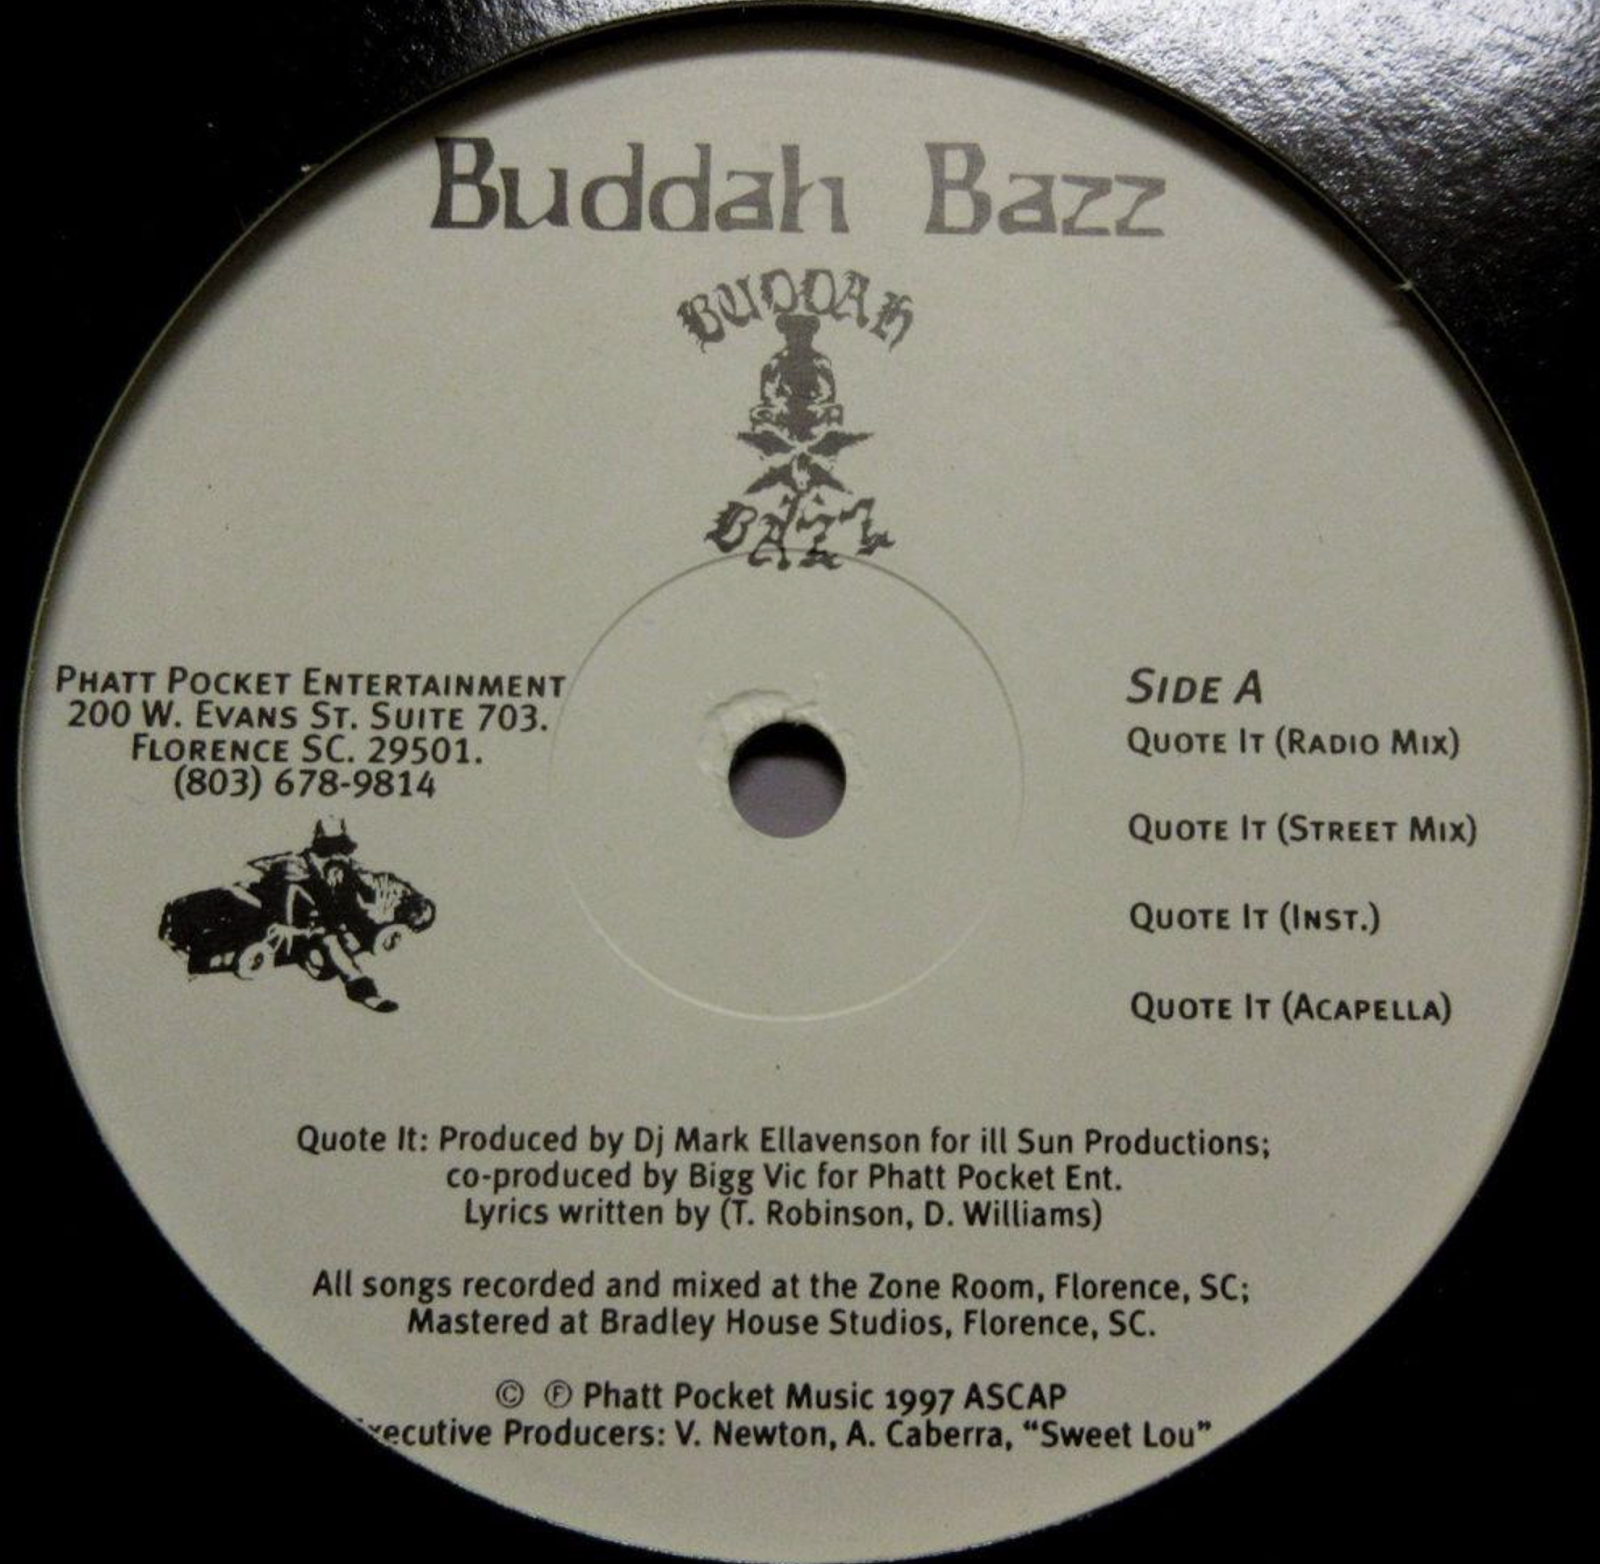 Buddah Bazz
BUDDAH
BAZZ
PHATT POCKET ENTERTAINMENT
200 W. EVANS ST. SUITE 703.
FLORENCE SC. 29501.
(803) 678-9814
SIDE A
QUOTE IT (RADIO MIX)
QUOTE IT (STREET MIX)
QUOTE IT (INST.)
QUOTE IT (ACAPELLA)
Quote It: Produced by Dj Mark Ellavenson for ill Sun Productions;
co-produced by Bigg Vic for Phatt Pocket Ent.
Lyrics written by (T. Robinson, D. Williams)
All songs recorded and mixed at the Zone Room, Florence, SC;
Mastered at Bradley House Studios, Florence, SC.
© Ⓕ Phatt Pocket Music 1997 ASCAP
xecutive Producers: V. Newton, A. Caberra, “Sweet Lou”